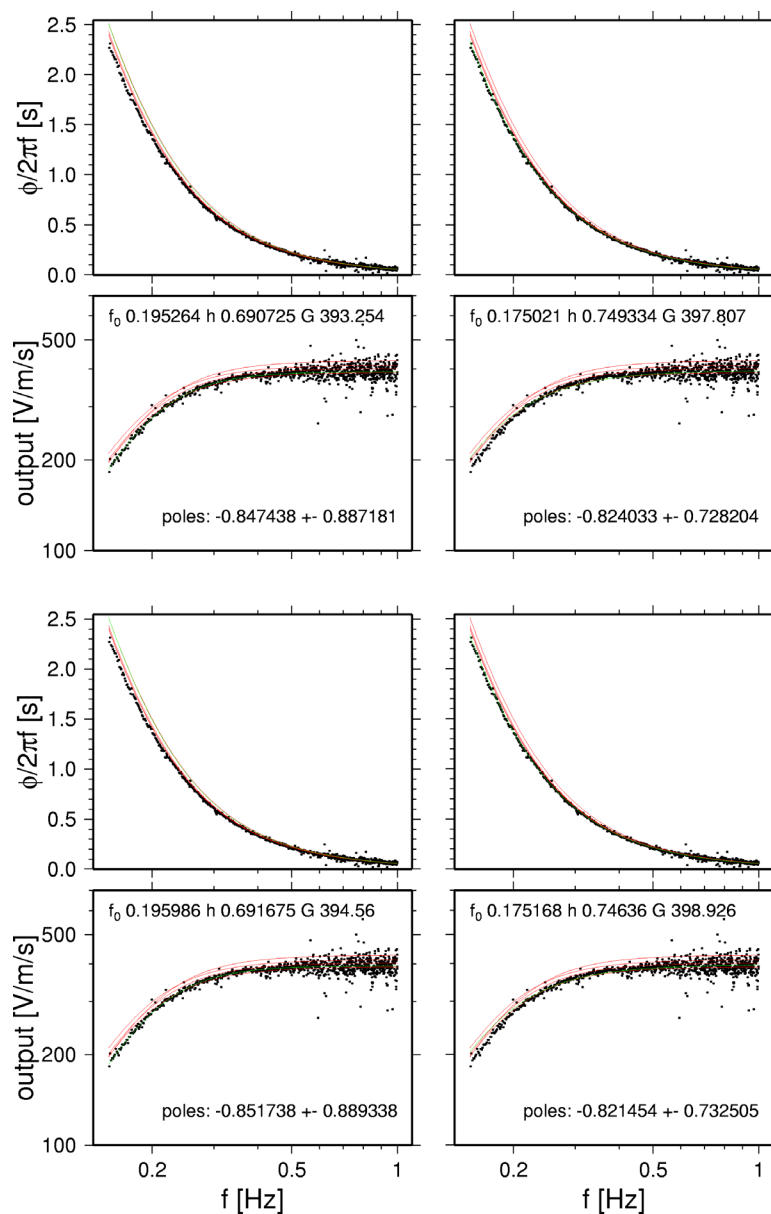 2.5
2.0
1.5
1.0
0.5
0.0
ϕ/2πf [s]
500
200
100
output [V/m/s]
f0 0.195264 h 0.690725 G 393.254
poles: -0.847438 +- 0.887181
f0 0.175021 h 0.749334 G 397.807
poles: -0.824033 +- 0.728204
2.5
2.0
1.5
1.0
0.5
0.0
ϕ/2πf [s]
500
200
100
output [V/m/s]
f0 0.195986 h 0.691675 G 394.56
poles: -0.851738 +- 0.889338
f0 0.175168 h 0.74636 G 398.926
poles: -0.821454 +- 0.732505
0.2 0.5 1
0.2 0.5 1
f [Hz]
f [Hz]